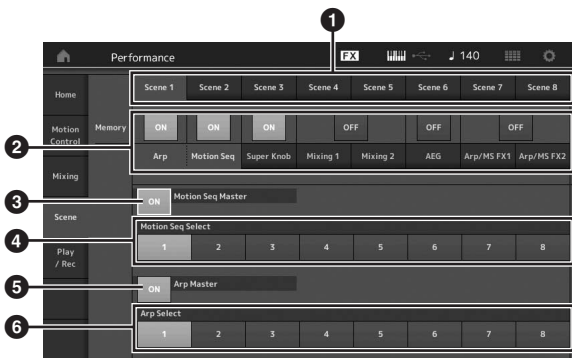 1
Performance FX 140
Home
Memory
Scene 1 Scene 2 Scene 3 Scene 4 Scene 5 Scene 6 Scene 7 Scene 8
2
Motion Control
ON ON ON OFF OFF OFF
Arp Motion Seq Super Knob Mixing 1 Mixing 2 AEG Arp/MS FX1 Arp/MS FX2
Mixing
3
ON Motion Seq Master
Scene
4
Motion Seq Select
1 2 3 4 5 6 7 8
Play / Rec
5
ON Arp Master
6
Arp Select
1 2 3 4 5 6 7 8